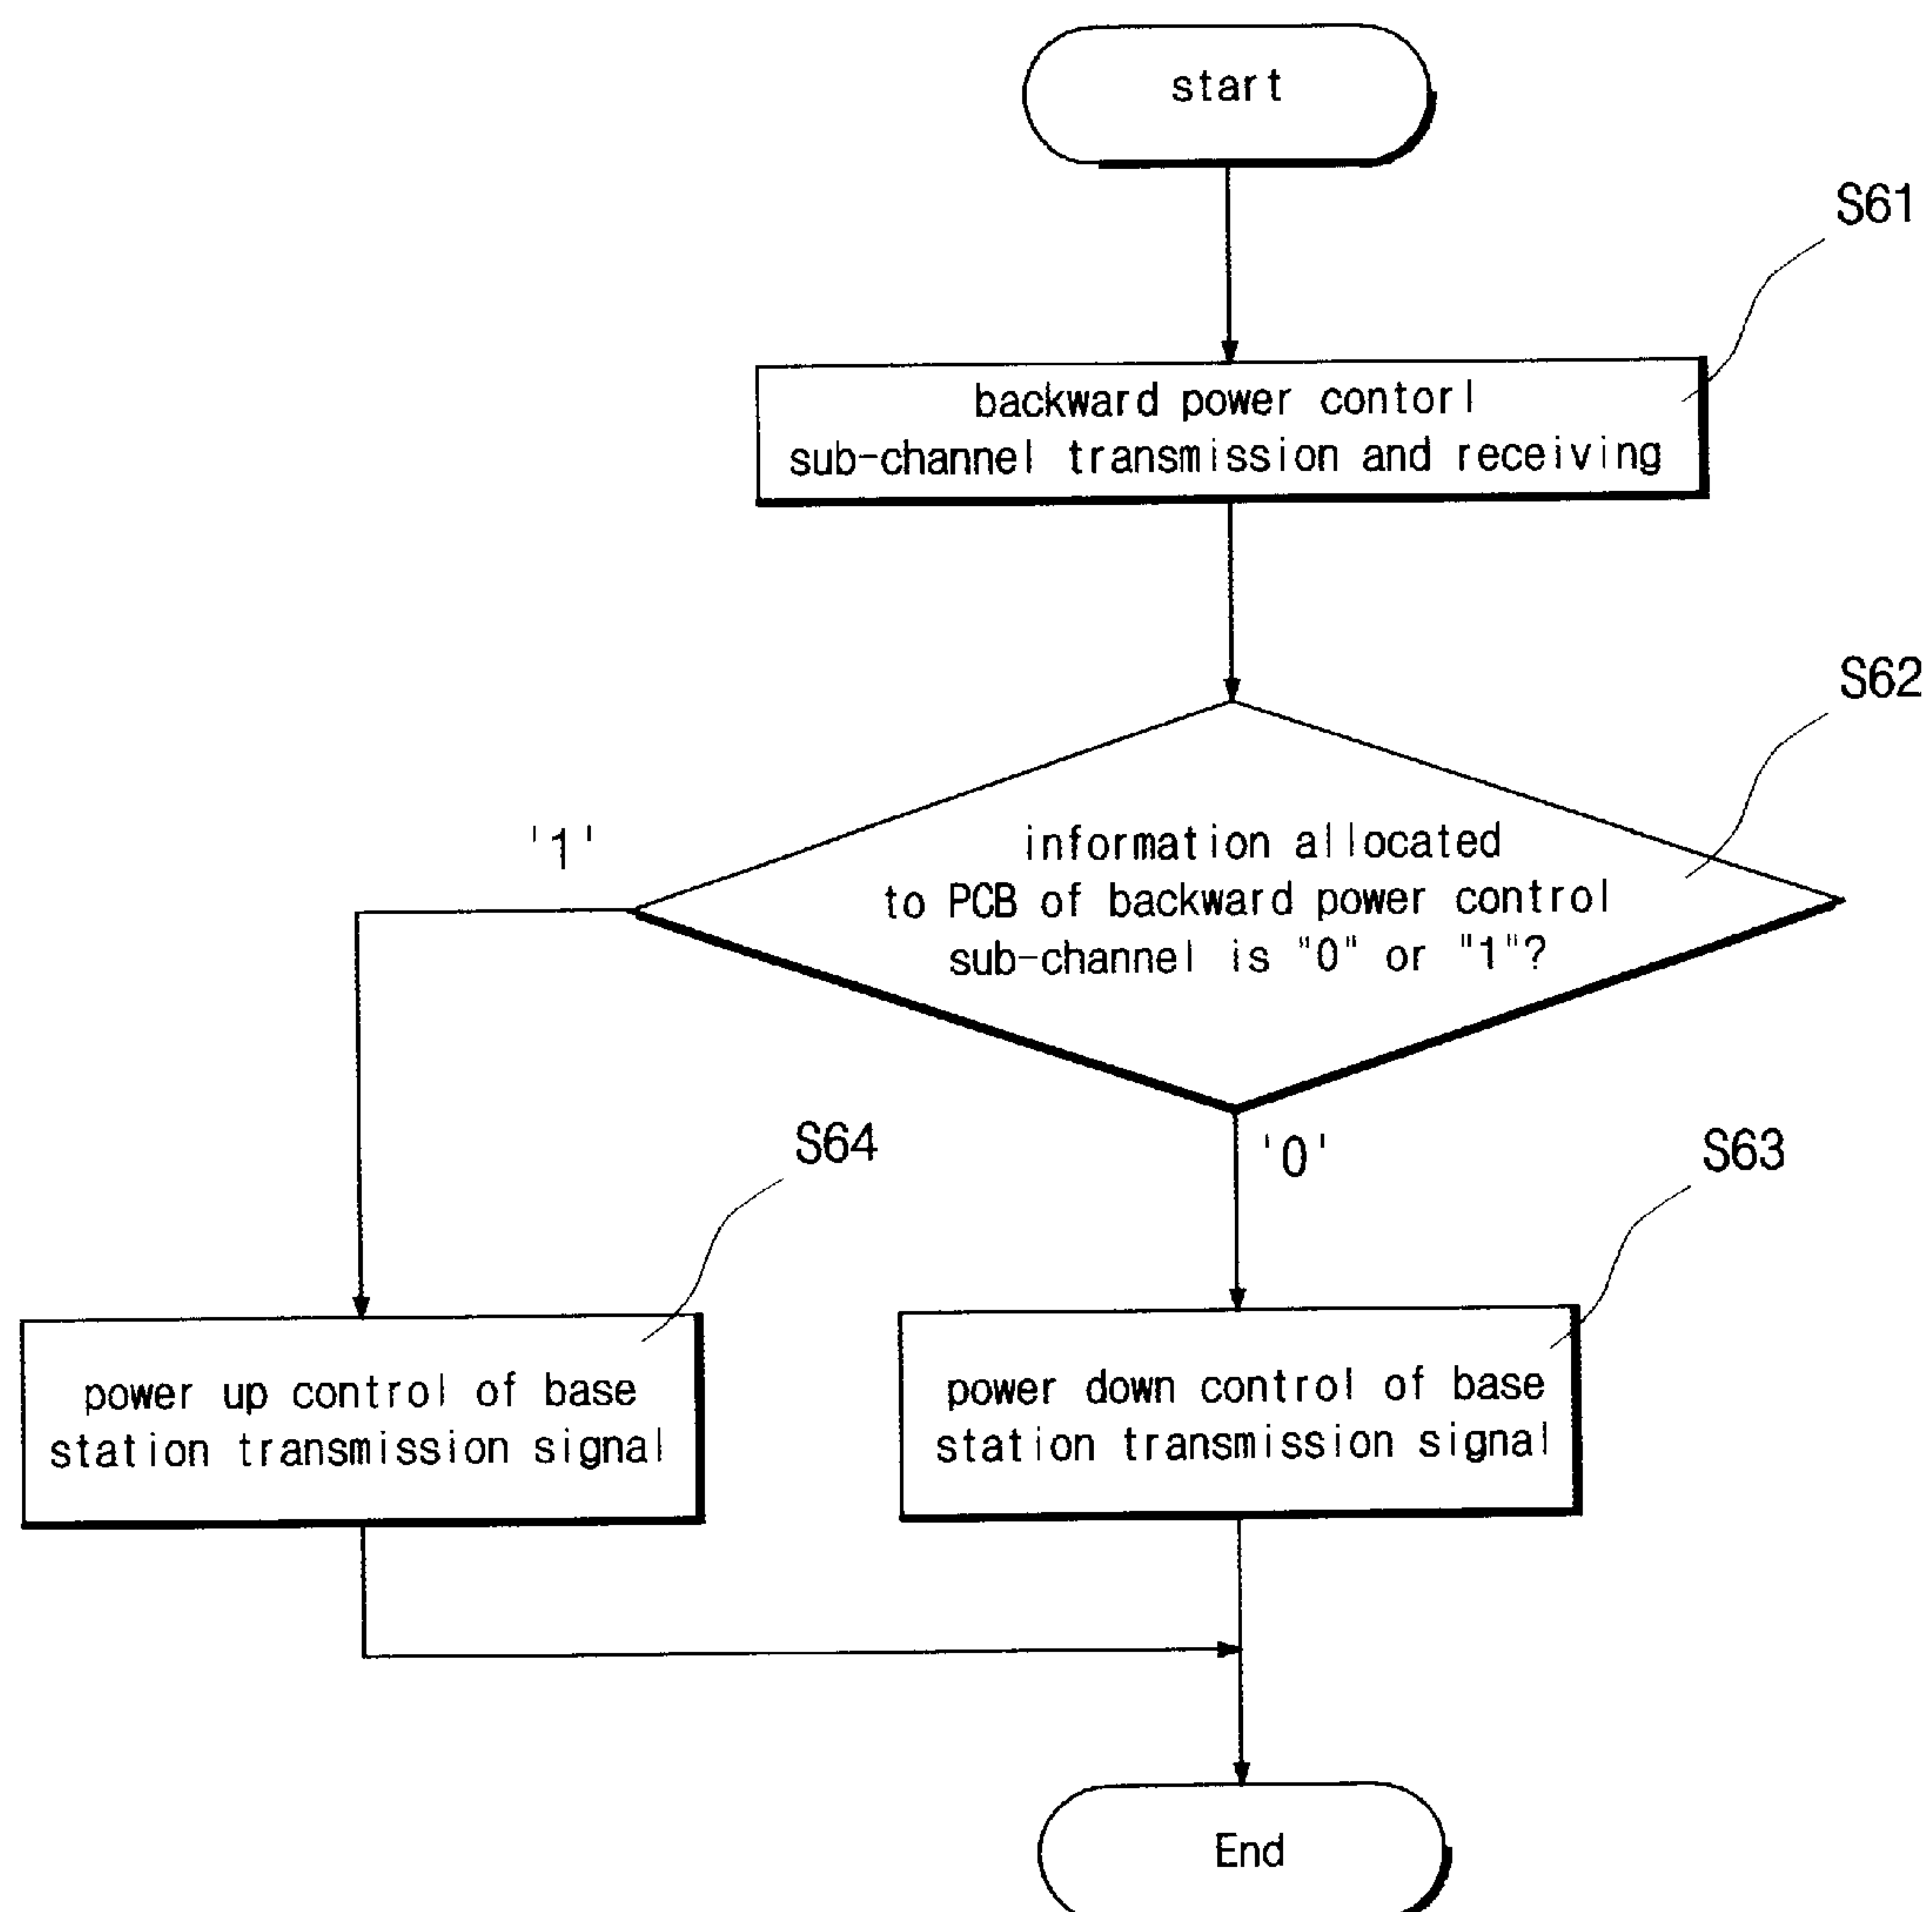 start
S61
backward power contorl
sub-channel transmission and receiving
S62
'1'
information allocated
to PCB of backward power control
sub-channel is "0" or "1"?
'0'
S64
S63
power up control of base
station transmission signal
power down control of base
station transmission signal
End